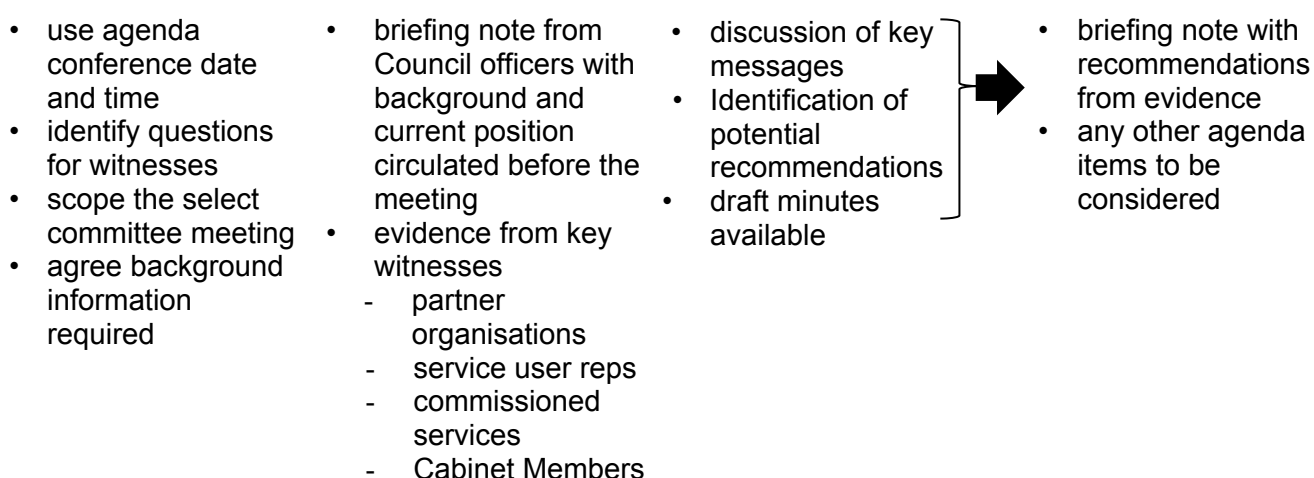 • use agenda
conference date
and time
• identify questions
for witnesses
• scope the select
committee meeting
• agree background
information
required
• briefing note from
Council officers with
background and
current position
circulated before the
meeting
• evidence from key
witnesses
- partner
organisations
- service user reps
- commissioned
services
- Cabinet Members
• discussion of key
messages
• Identification of
potential
recommendations
• draft minutes
available
• briefing note with
recommendations
from evidence
• any other agenda
items to be
considered